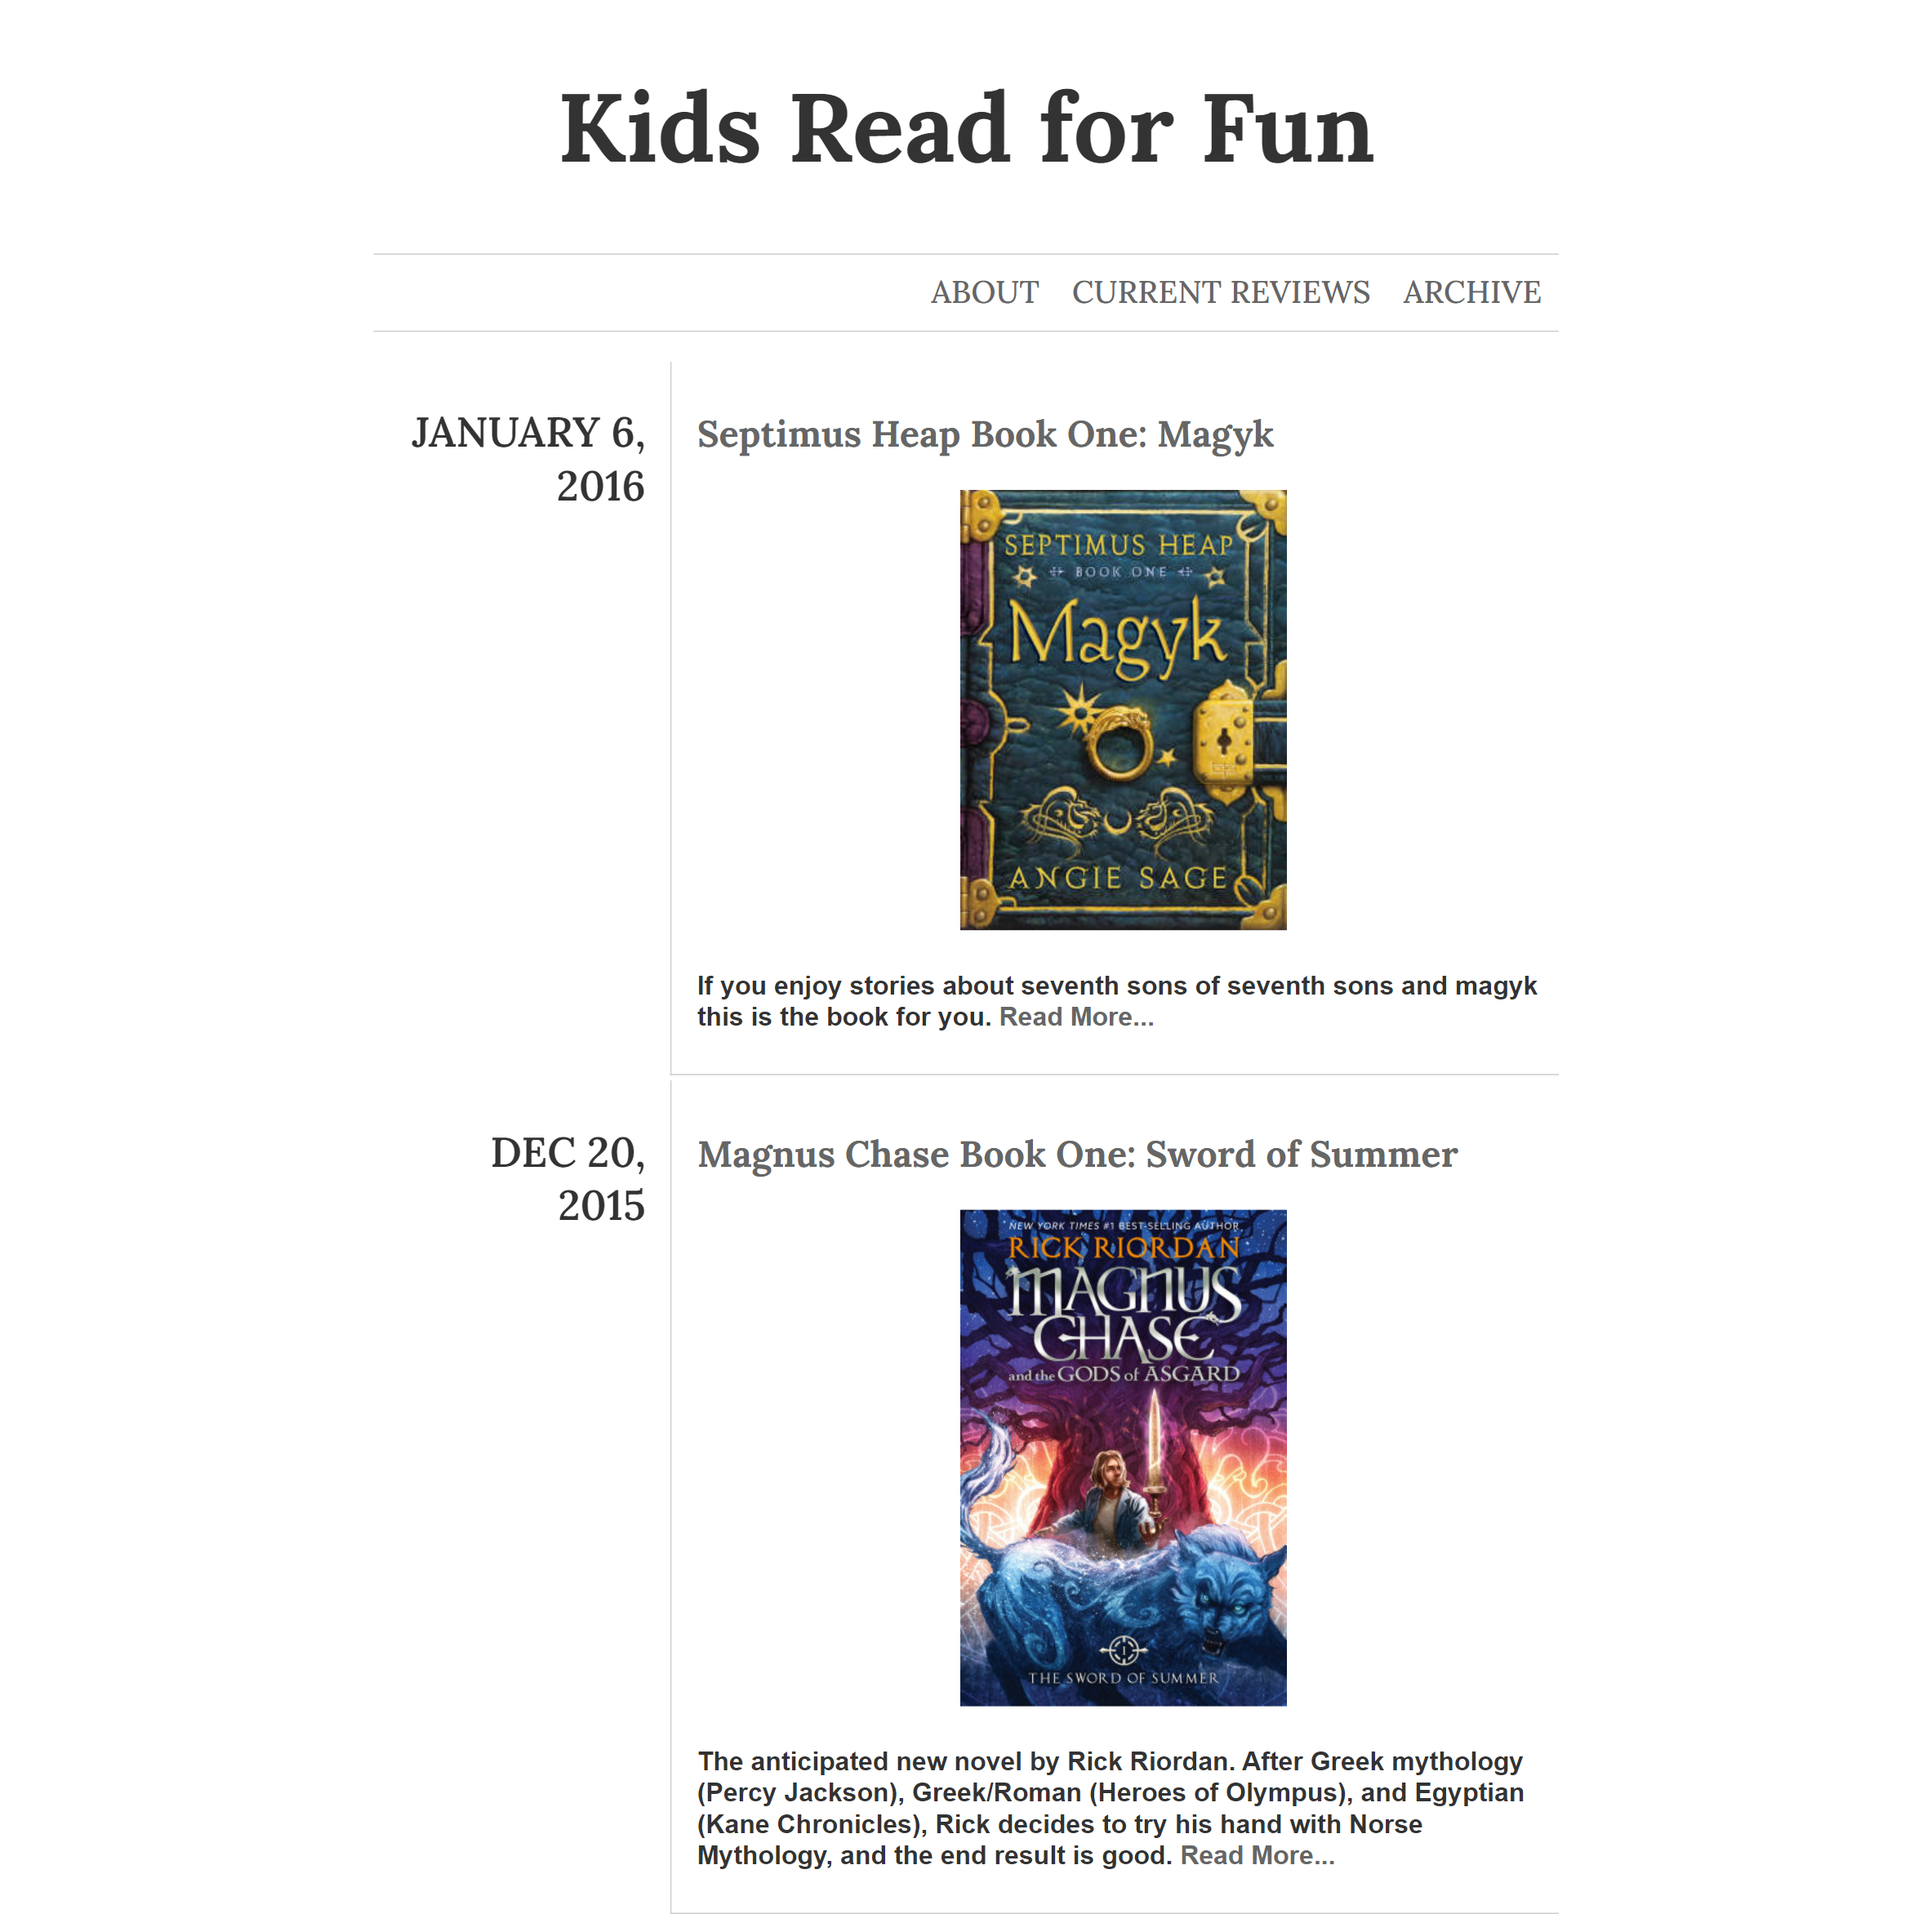 Kids Read for Fun
ABOUT CURRENT REVIEWS ARCHIVE
JANUARY 6,
2016
Septimus Heap Book One: Magyk
SEPTIMUS HEAP
BOOK ONE
Magyk
ANGIE SAGE
If you enjoy stories about seventh sons of seventh sons and magyk
this is the book for you. Read More...
DEC 20,
2015
Magnus Chase Book One: Sword of Summer
NEW YORK TIMES #1 BEST-SELLING AUTHOR
RICK RIORDAN
MAGNUS
CHASE
and the GODS of ASGARD
1
THE SWORD OF SUMMER
The anticipated new novel by Rick Riordan. After Greek mythology
(Percy Jackson), Greek/Roman (Heroes of Olympus), and Egyptian
(Kane Chronicles), Rick decides to try his hand with Norse
Mythology, and the end result is good. Read More...